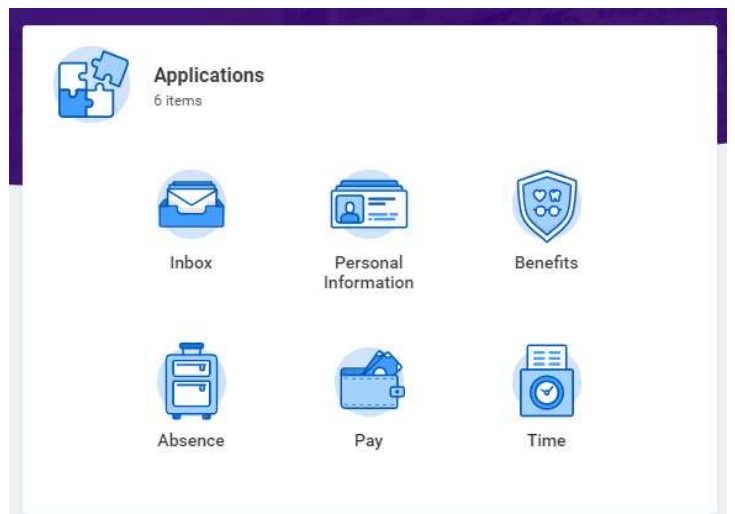 Applications
6 items
Inbox
Personal
Information
Benefits
Absence
Pay
Time